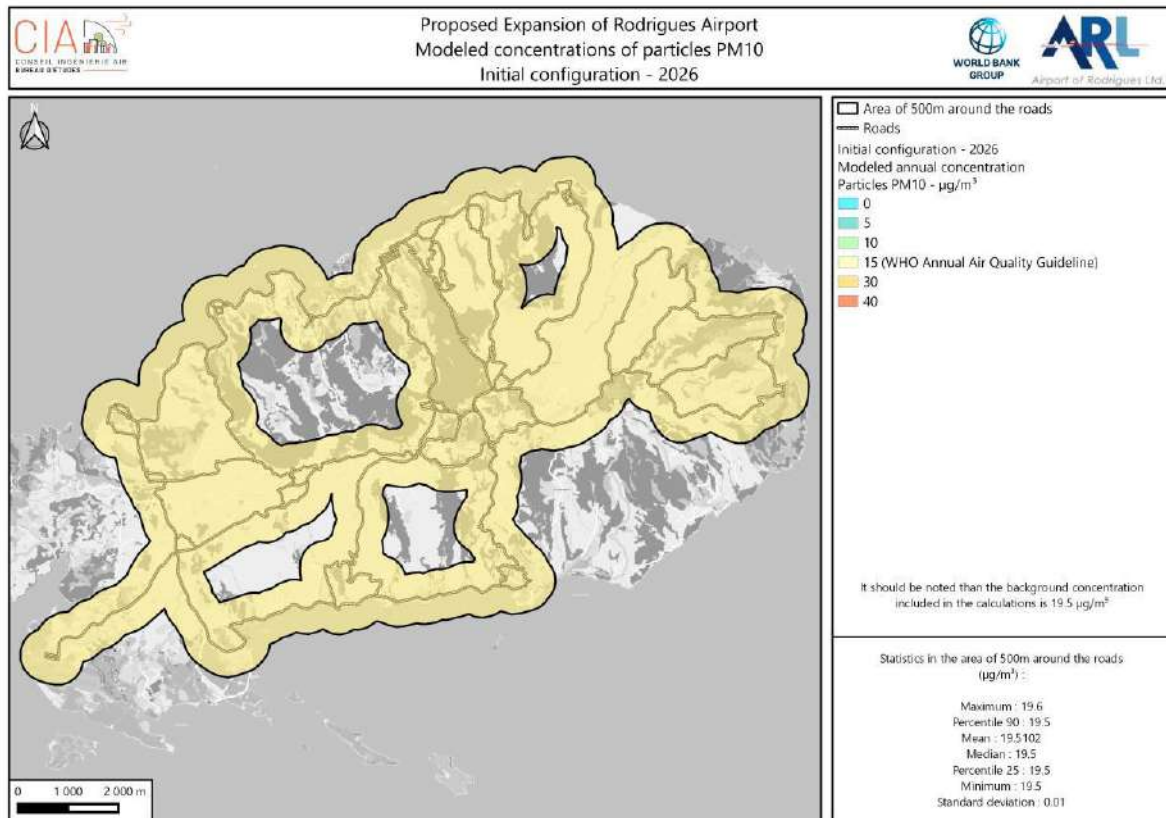 CIA
CONSEIL INGENIERIE AIR
BUREAU D'ETUDES
Proposed Expansion of Rodrigues Airport
Modeled concentrations of particles PM10
Initial configuration - 2026
WORLD BANK
GROUP
ARL
Airport of Rodrigues Ltd.
N
Area of 500m around the roads
Roads
Initial configuration - 2026
Modeled annual concentration
Particles PM10 - µg/m³
0
5
10
15 (WHO Annual Air Quality Guideline)
30
40
It should be noted than the background concentration
included in the calculations is 19.5 µg/m³
Statistics in the area of 500m around the roads
(µg/m³) :
Maximum : 19.6
Percentile 90 : 19.5
Mean : 19.5102
Median : 19.5
Percentile 25 : 19.5
Minimum : 19.5
Standard deviation : 0.01
0 1 000 2 000 m